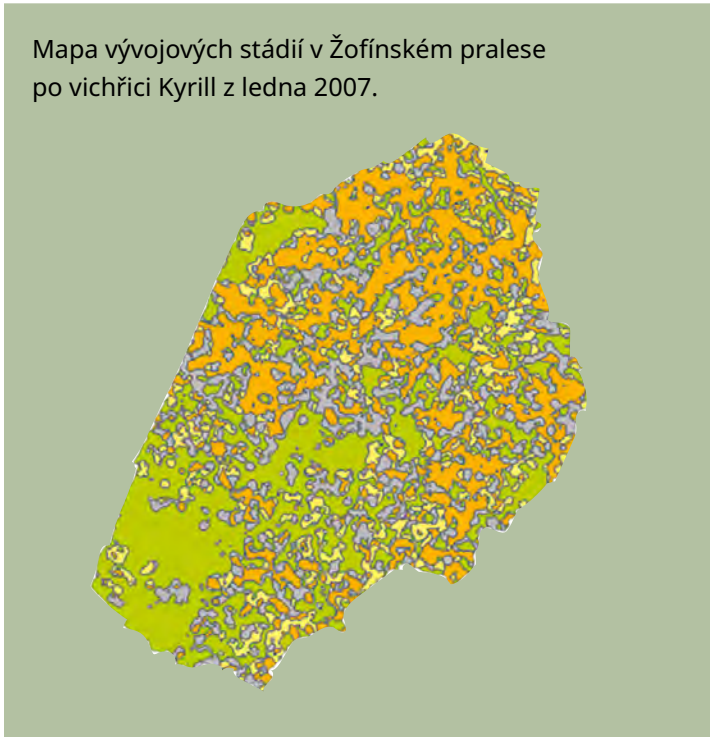 Mapa vývojových stádií v Žofínském pralese
po vichřici Kyrill z ledna 2007.